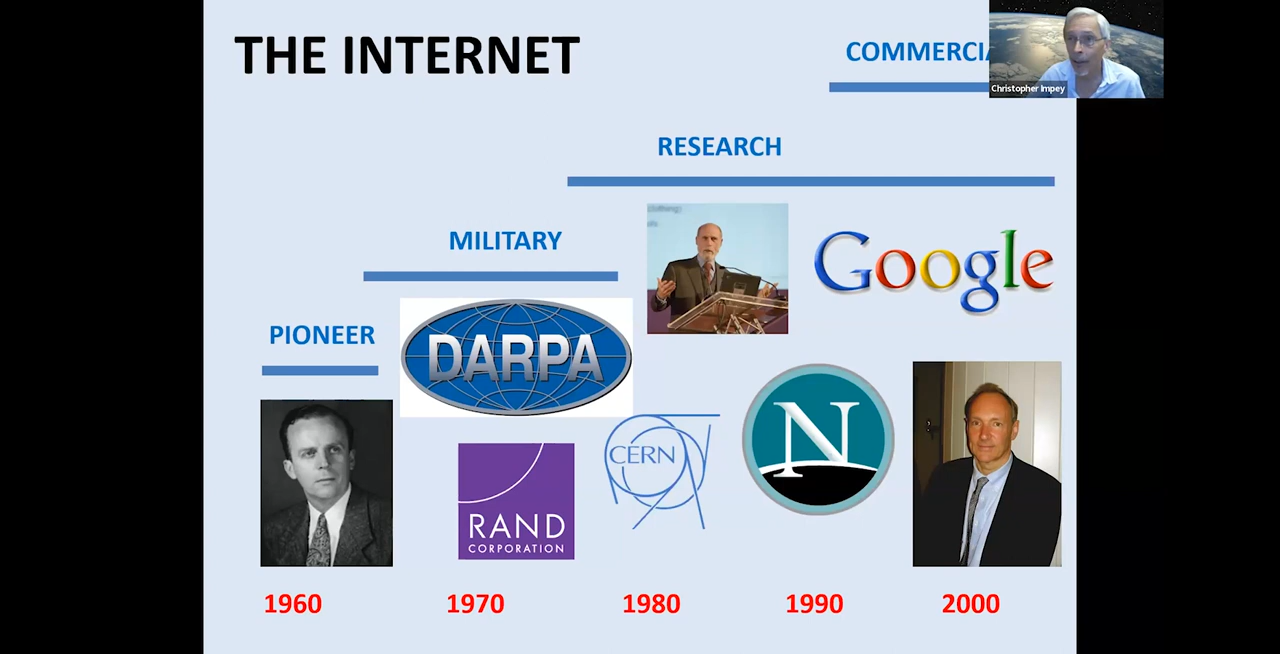 THE INTERNET
COMMERCIA
Christopher Impey
RESEARCH
MILITARY
Google
PIONEER
DARPA
CERN
N
RAND
CORPORATION
1960 1970 1980 1990 2000